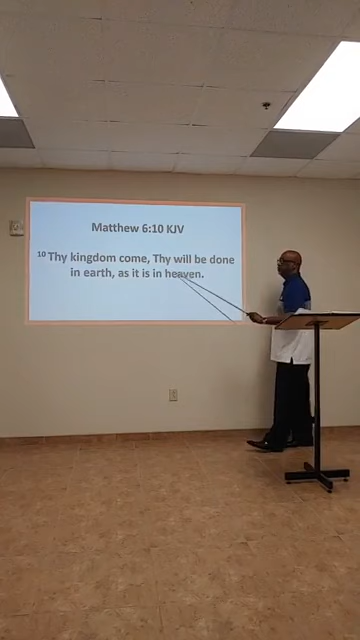 Matthew 6:10 KJV
10 Thy kingdom come, Thy will be done
in earth, as it is in heaven.